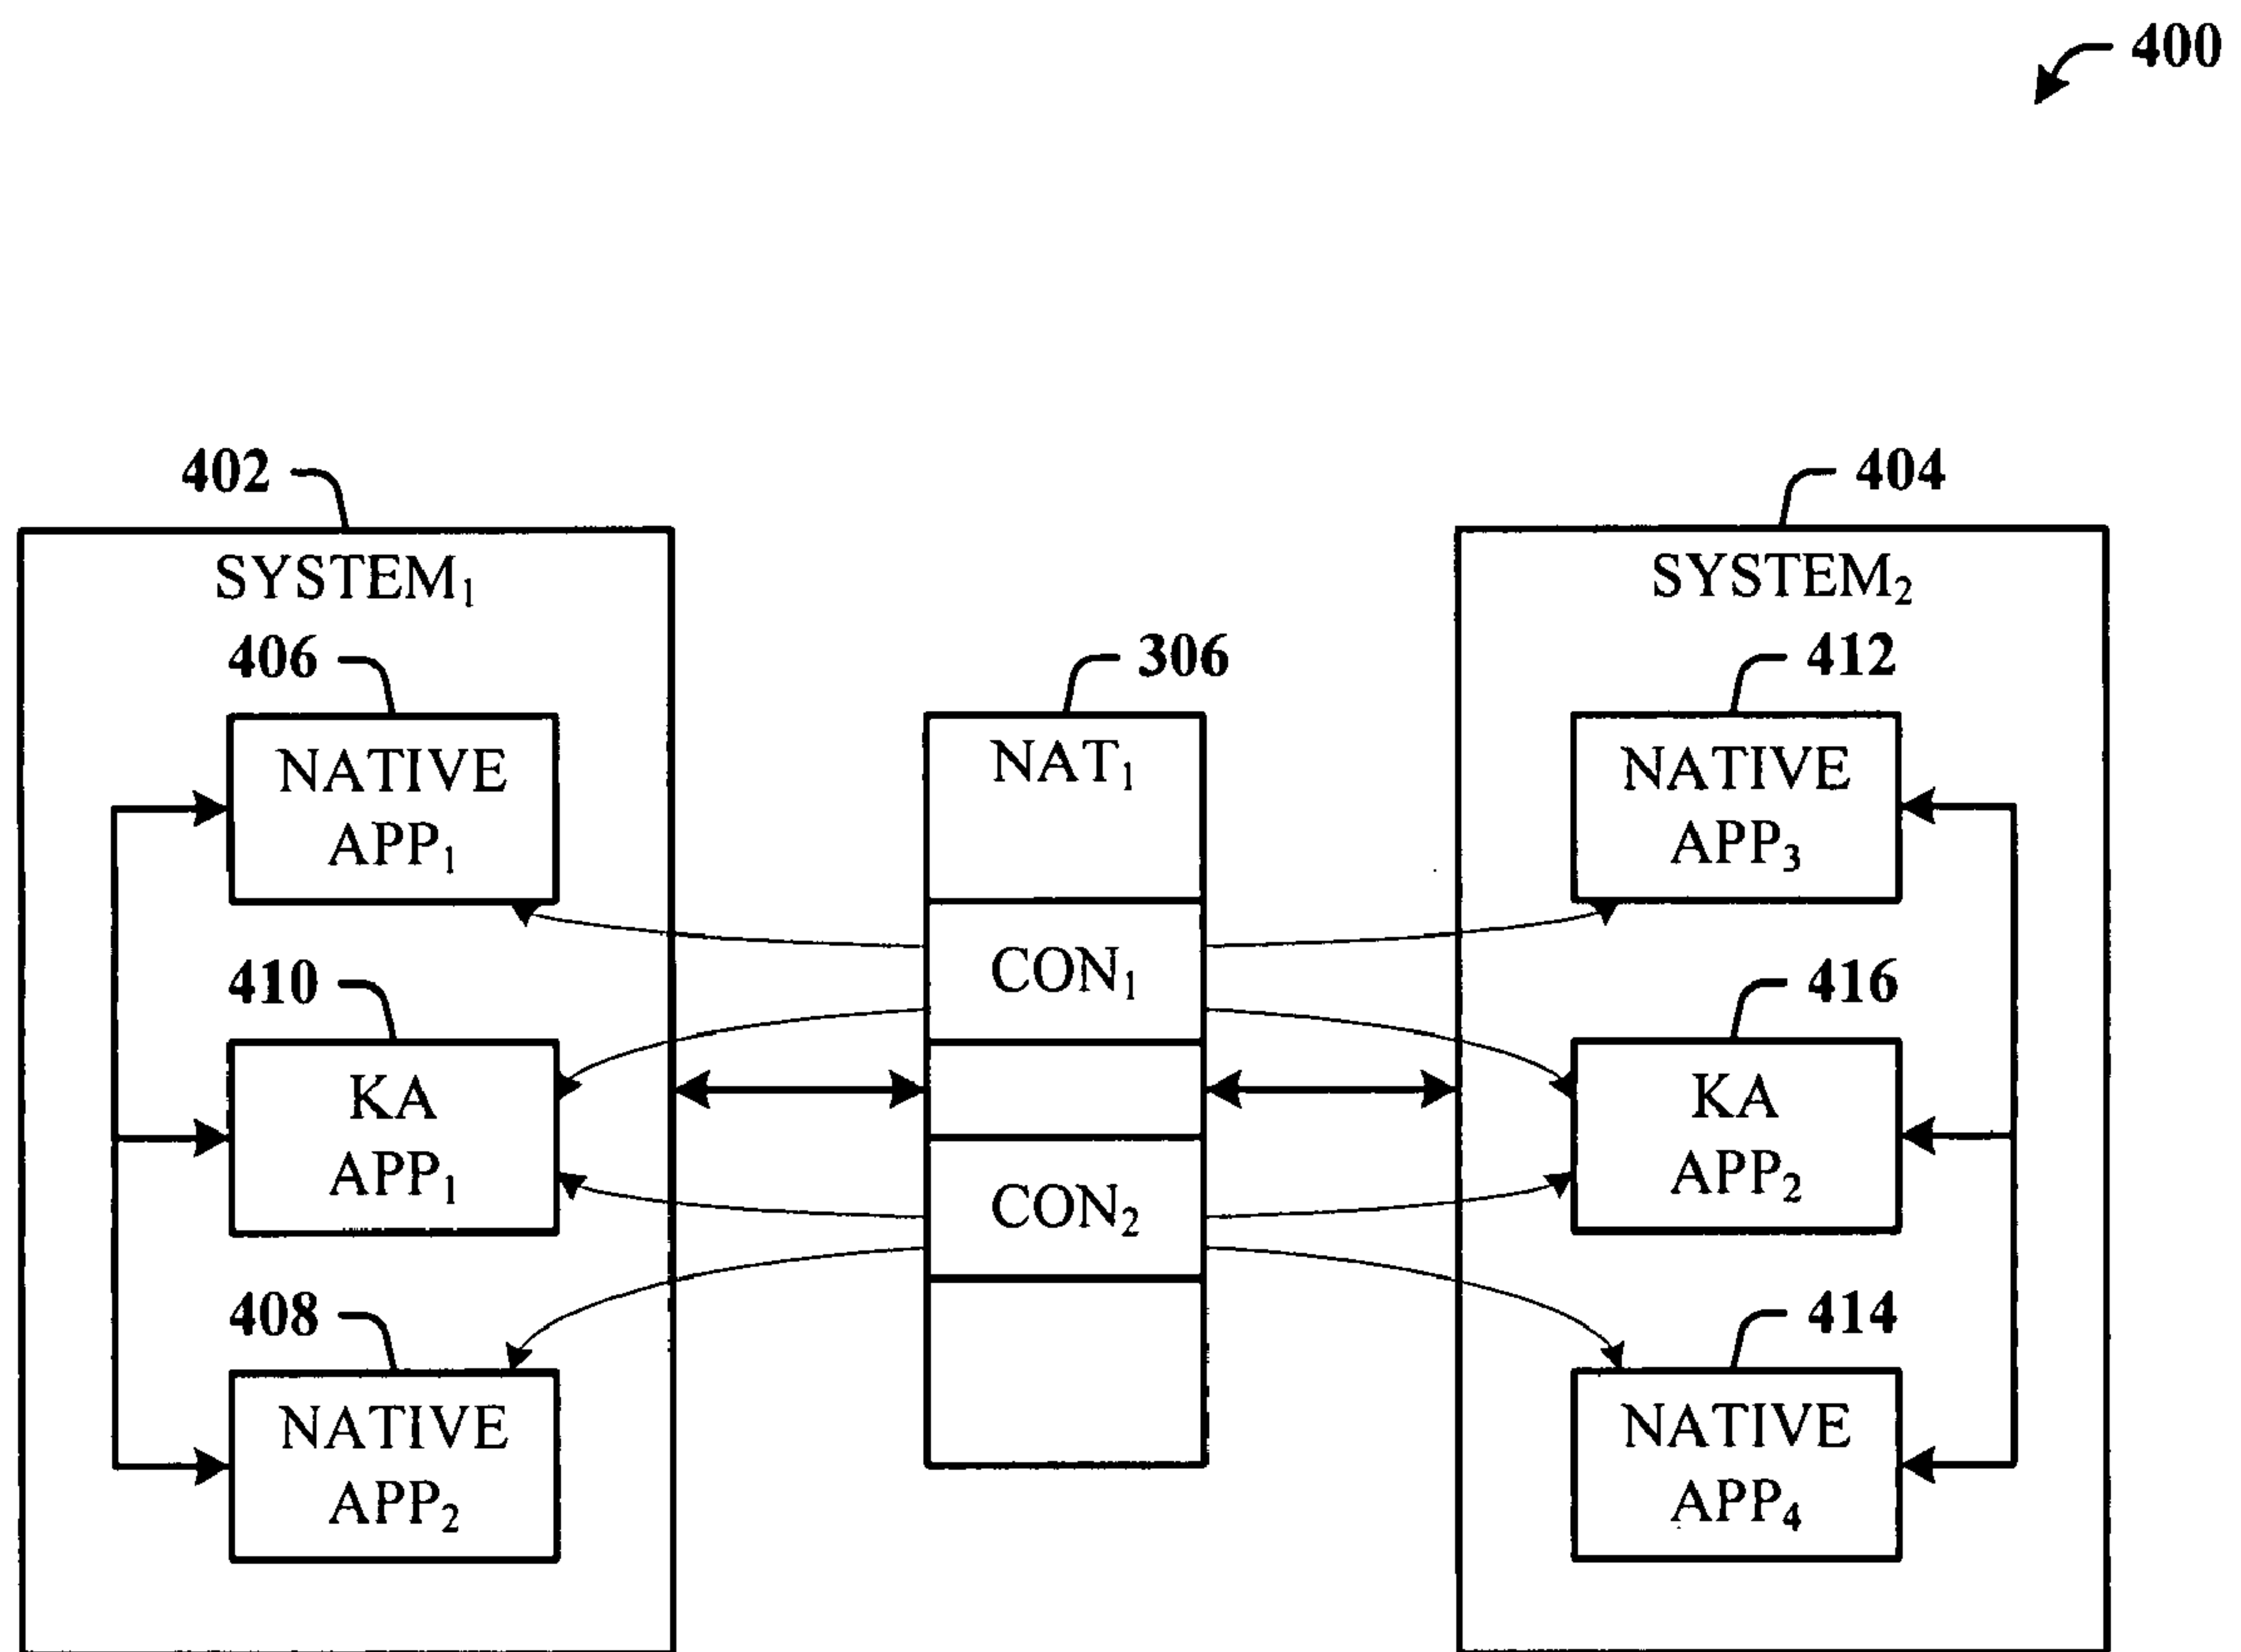 400
402
404
SYSTEM₁
SYSTEM₂
406
306
412
NATIVE
APP₁
NAT₁
NATIVE
APP₃
410
CON₁
416
KA
APP₁
KA
APP₂
CON₂
408
414
NATIVE
APP₂
NATIVE
APP₄